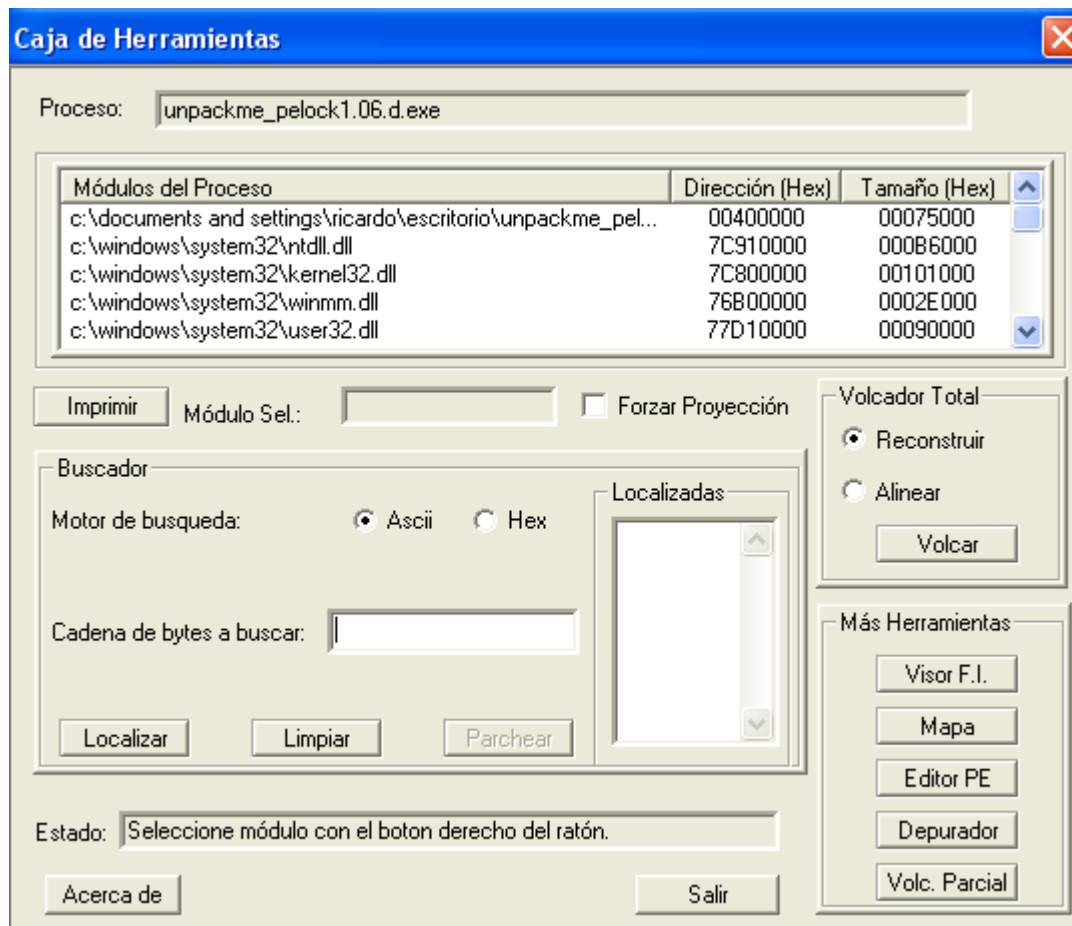 Caja de Herramientas
Proceso: unpackme_pelock1.06.d.exe
Módulos del Proceso Dirección (Hex) Tamaño (Hex)
c:\documents and settings\ricardo\escritorio\unpackme_pel... 00400000 00075000
c:\windows\system32\ntdll.dll 7C910000 000B6000
c:\windows\system32\kernel32.dll 7C800000 00101000
c:\windows\system32\winmm.dll 76B00000 0002E000
c:\windows\system32\user32.dll 77D10000 00090000
Imprimir Módulo Sel.: Forzar Proyección
Volcador Total
Reconstruir
Alinear
Volcar
Buscador
Motor de busqueda: Ascii Hex
Localizadas
Cadena de bytes a buscar:
Localizar Limpiar Parchear
Más Herramientas
Visor F.I.
Mapa
Editor PE
Depurador
Volc. Parcial
Estado: Seleccione módulo con el boton derecho del ratón.
Acerca de Salir